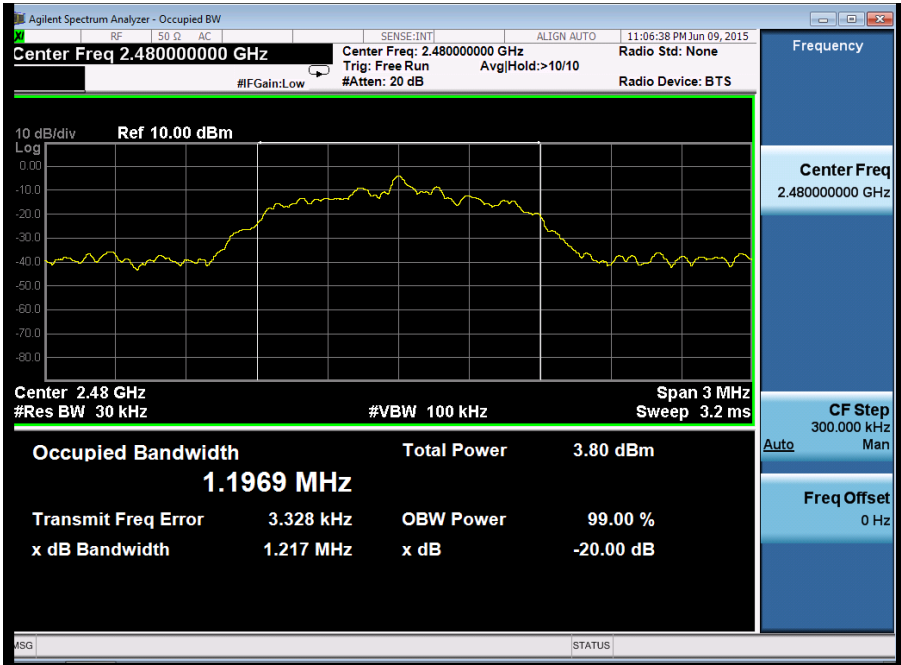 Agilent Spectrum Analyzer - Occupied BW
RF 50 Ω AC SENSE:INT ALIGN AUTO 11:06:38 PM Jun 09, 2015
Center Freq 2.480000000 GHz
Center Freq: 2.480000000 GHz
Radio Std: None
Trig: Free Run Avg|Hold:>10/10
#IFGain:Low
#Atten: 20 dB
Radio Device: BTS
10 dB/div Ref 10.00 dBm
Log
0.00
-10.0
-20.0
-30.0
-40.0
-50.0
-60.0
-70.0
-80.0
Center 2.48 GHz
Span 3 MHz
#Res BW 30 kHz
#VBW 100 kHz
Sweep 3.2 ms
Occupied Bandwidth
Total Power 3.80 dBm
1.1969 MHz
Transmit Freq Error 3.328 kHz
OBW Power 99.00 %
x dB Bandwidth 1.217 MHz
x dB -20.00 dB
Frequency
Center Freq
2.480000000 GHz
CF Step
300.000 kHz
Auto Man
Freq Offset
0 Hz
MSG STATUS